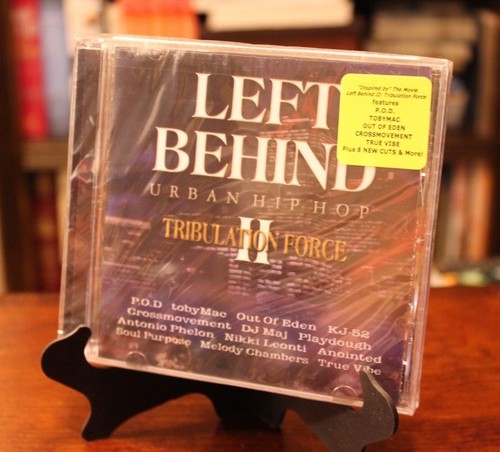 LEFT
BEHIND
URBAN HIP HOP
II
TRIBULATION FORCE
"Inspired by" The Movie
Left Behind II: Tribulation Force
features
P.O.D.
TOBYMAC
OUT OF EDEN
CROSSMOVEMENT
TRUE VIBE
Plus 8 NEW CUTS & More!
P.O.D tobyMac Out Of Eden KJ-52
Crossmovement DJ Maj Playdough
Antonio Phelon Nikki Leonti Anointed
Soul Purpose Melody Chambers True Vibe